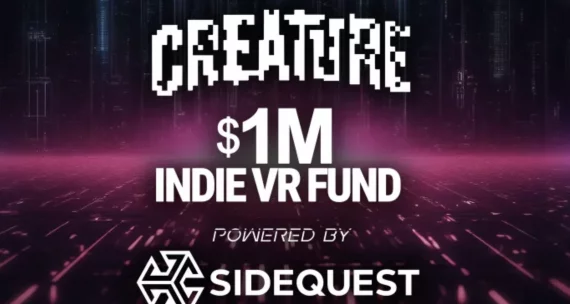 CREATURE
$1M
INDIE VR FUND
POWERED BY
SIDEQUEST